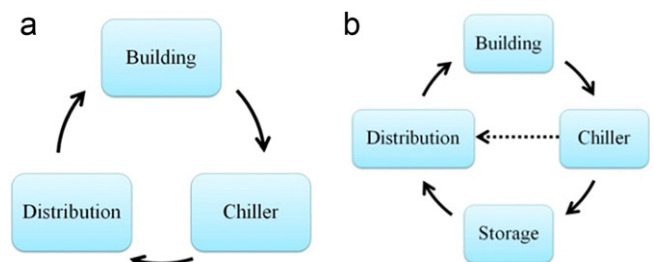 a
Building
Distribution
Chiller
b
Building
Distribution
Chiller
Storage